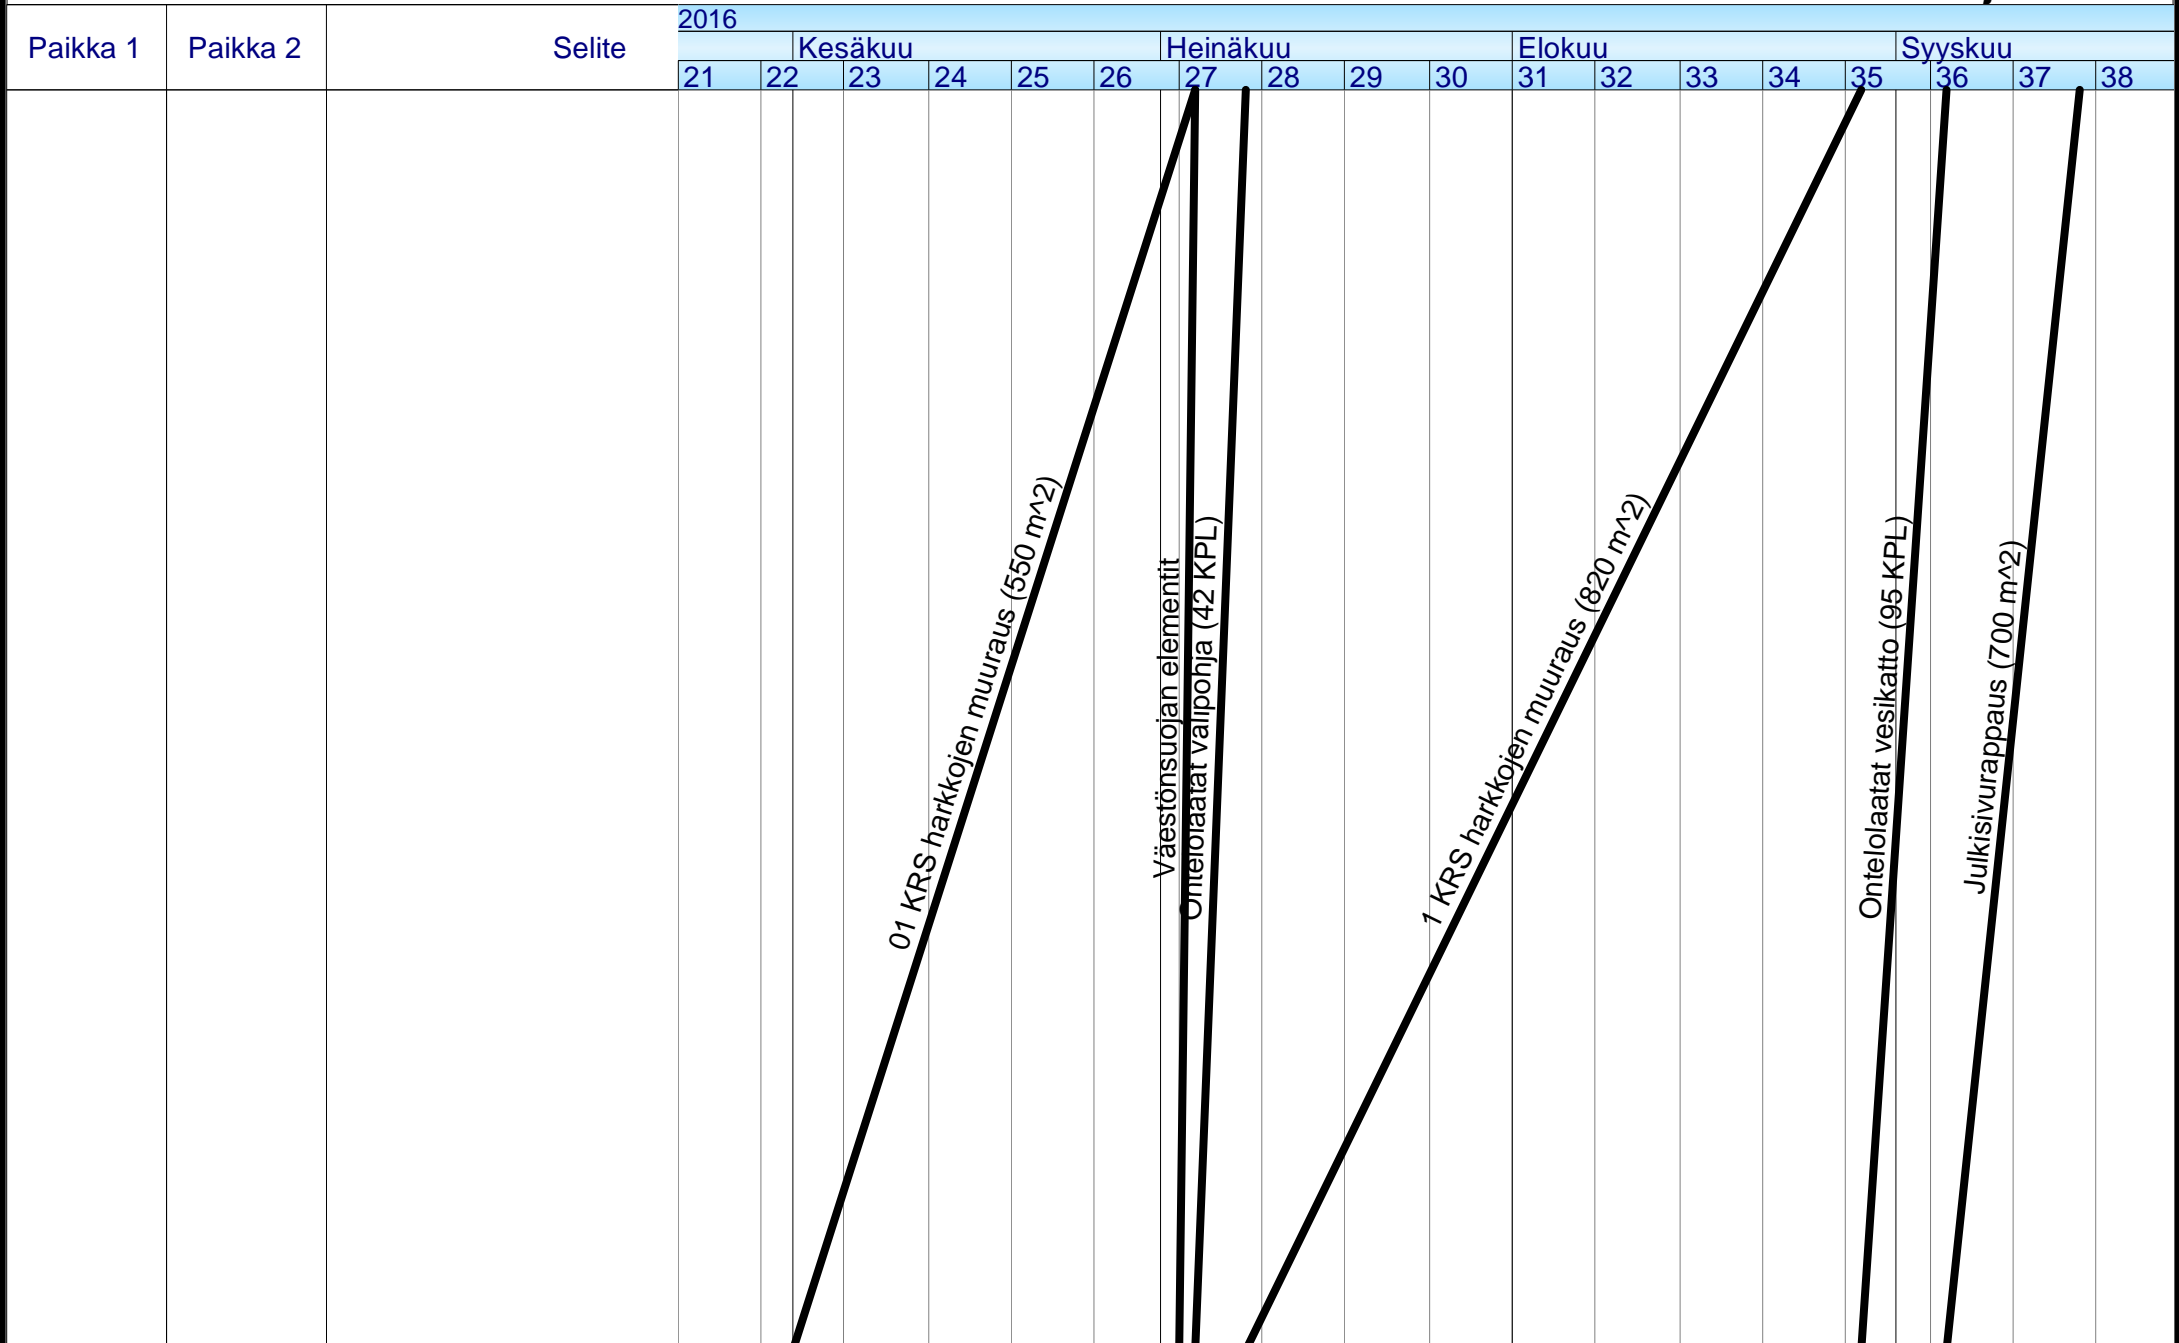 2016
Paikka 1 Paikka 2 Selite Kesäkuu Heinäkuu Elokuu Syyskuu
21 22 23 24 25 26 27 28 29 30 31 32 33 34 35 36 37 38
01 KRS harkkojen muuraus (550 m^2)
Väestönsuojan elementit
Ontelolaatat välipohja (42 KPL)
1 KRS harkkojen muuraus (820 m^2)
Ontelolaatat vesikatto (95 KPL)
Julkisivurappaus (700 m^2)